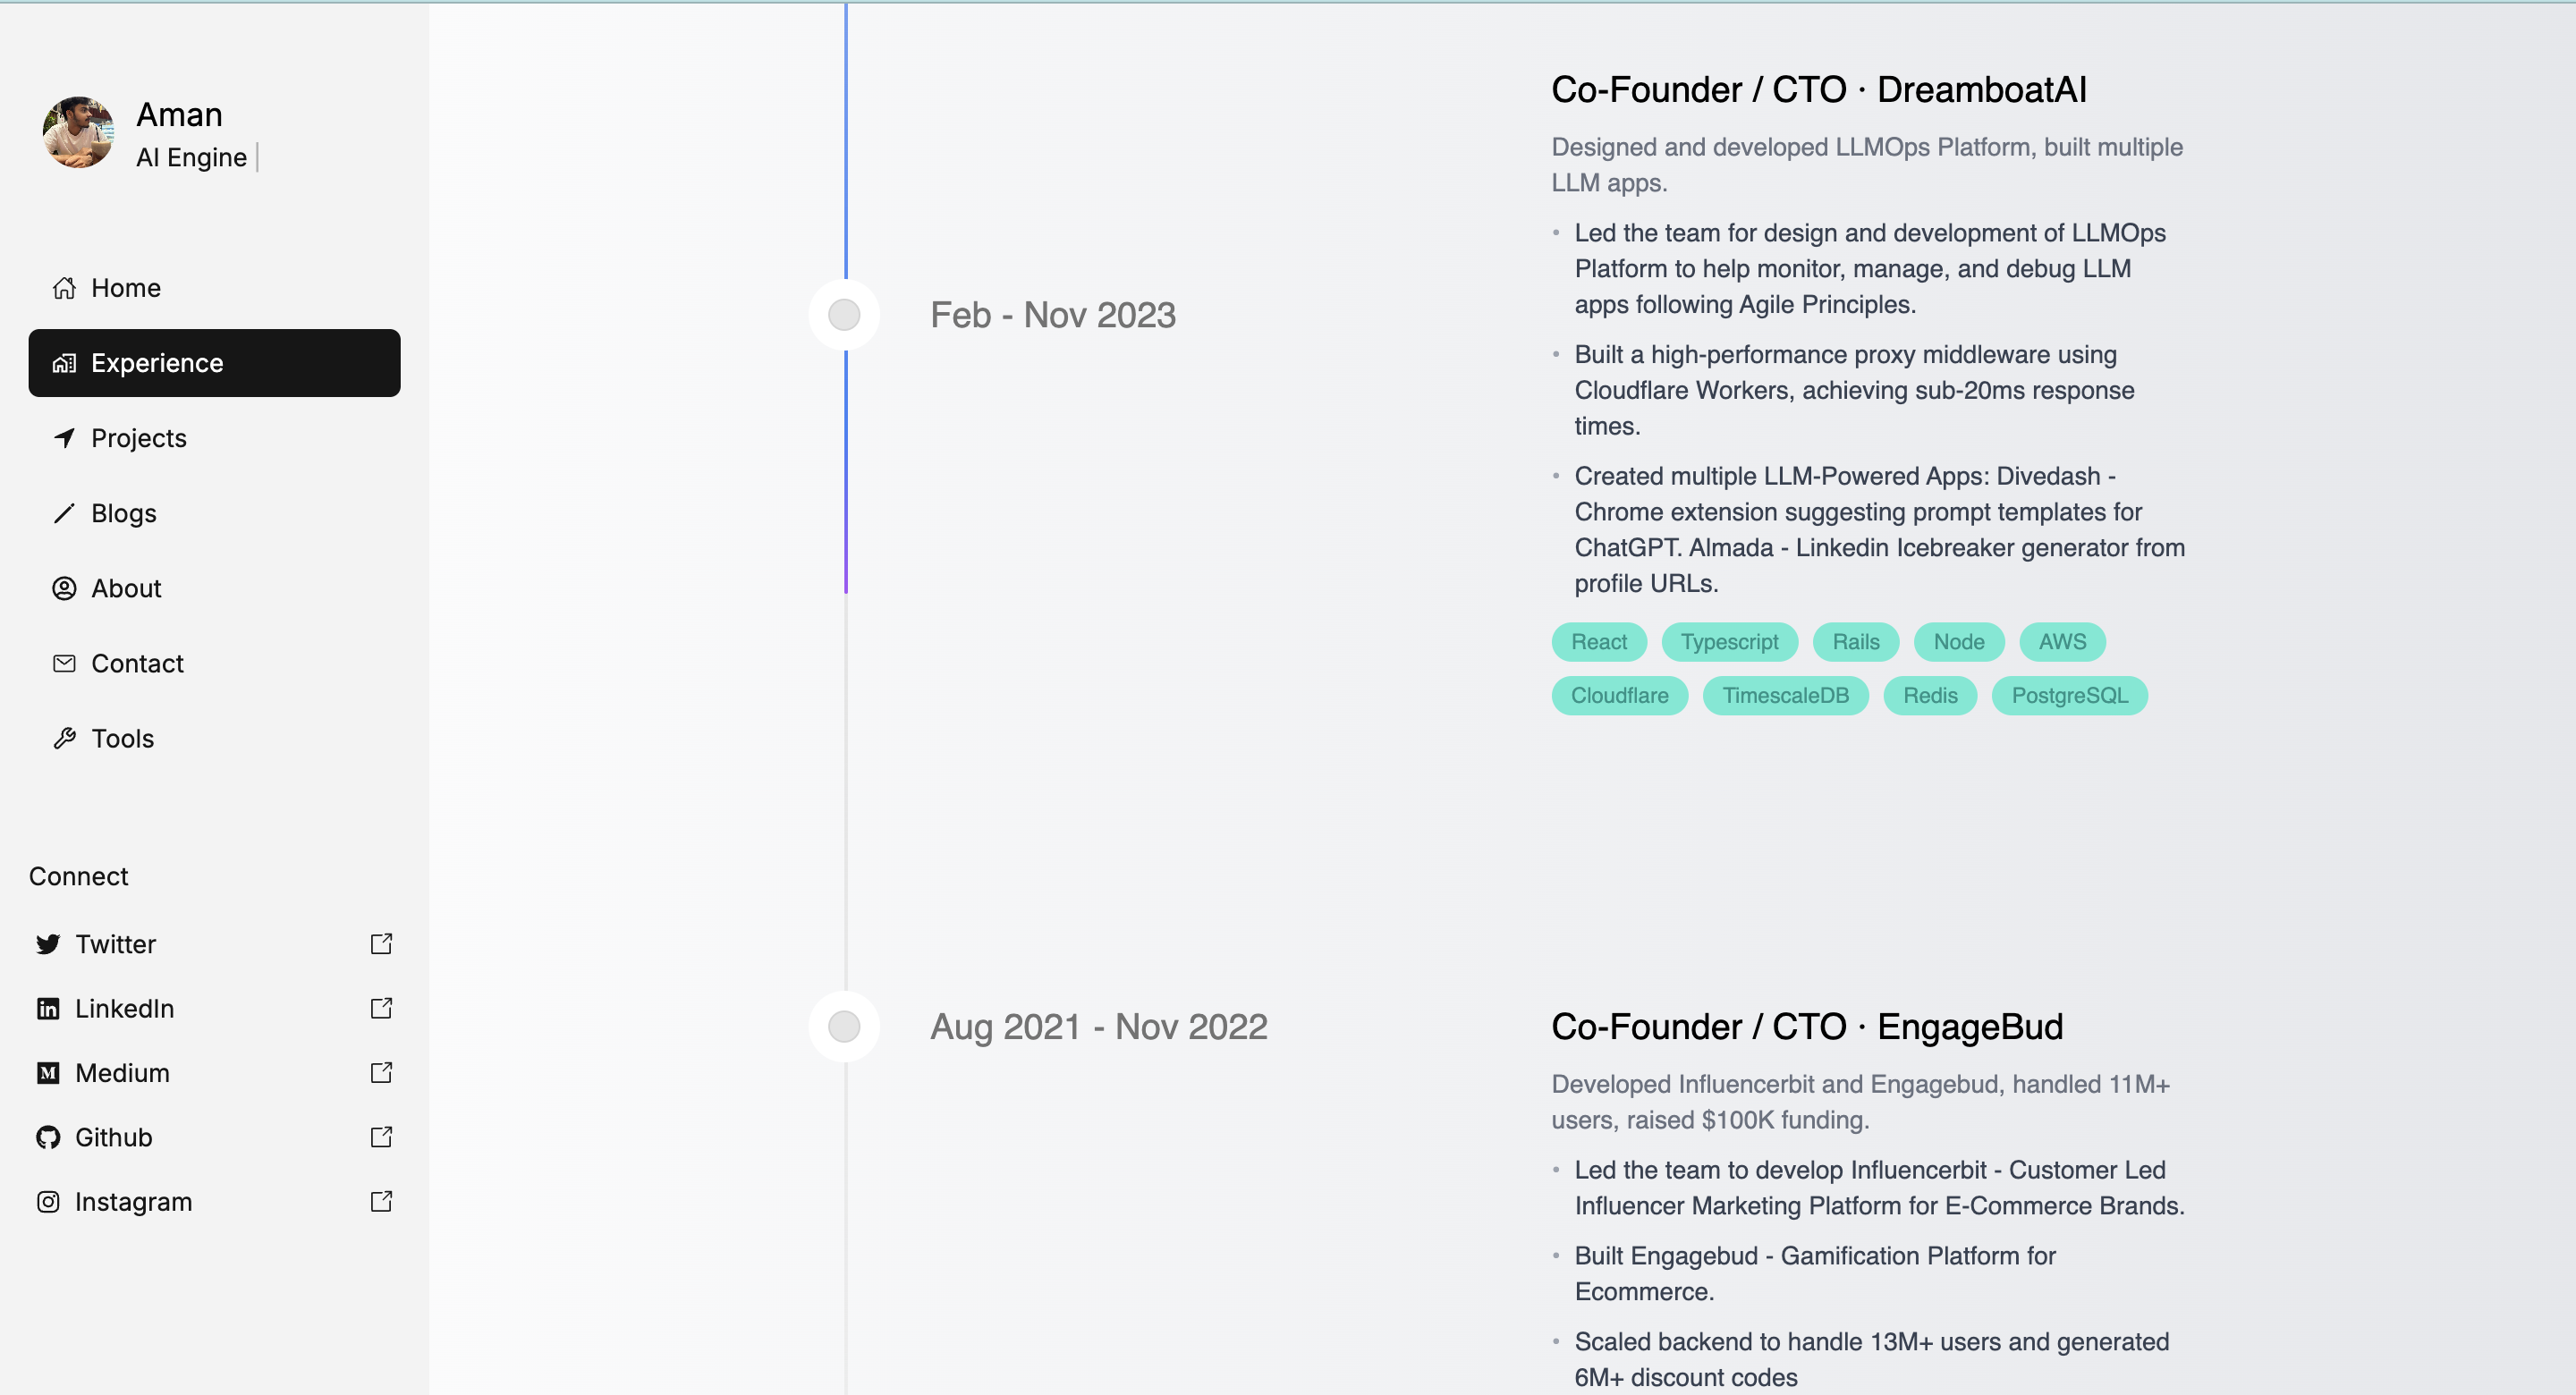 Aman
AI Engine
Home
Experience
Projects
Blogs
About
Contact
Tools
Connect
Twitter
LinkedIn
Medium
Github
Instagram
Feb - Nov 2023
Co-Founder / CTO · DreamboatAI
Designed and developed LLMOps Platform, built multiple
LLM apps.
• Led the team for design and development of LLMOps
Platform to help monitor, manage, and debug LLM
apps following Agile Principles.
• Built a high-performance proxy middleware using
Cloudflare Workers, achieving sub-20ms response
times.
• Created multiple LLM-Powered Apps: Divedash -
Chrome extension suggesting prompt templates for
ChatGPT. Almada - Linkedin Icebreaker generator from
profile URLs.
React Typescript Rails Node AWS
Cloudflare TimescaleDB Redis PostgreSQL
Aug 2021 - Nov 2022
Co-Founder / CTO · EngageBud
Developed Influencerbit and Engagebud, handled 11M+
users, raised $100K funding.
• Led the team to develop Influencerbit - Customer Led
Influencer Marketing Platform for E-Commerce Brands.
• Built Engagebud - Gamification Platform for
Ecommerce.
• Scaled backend to handle 13M+ users and generated
6M+ discount codes